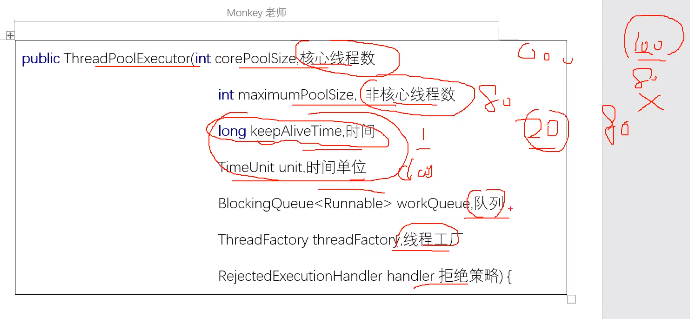 Monkey 老师
public ThreadPoolExecutor(int corePoolSize,核心线程数
int maximumPoolSize, 非核心线程数
long keepAliveTime,时间
TimeUnit unit,时间单位
BlockingQueue<Runnable> workQueue,队列
ThreadFactory threadFactory,线程工厂
RejectedExecutionHandler handler 拒绝策略) {
80
1
20
100
80
80